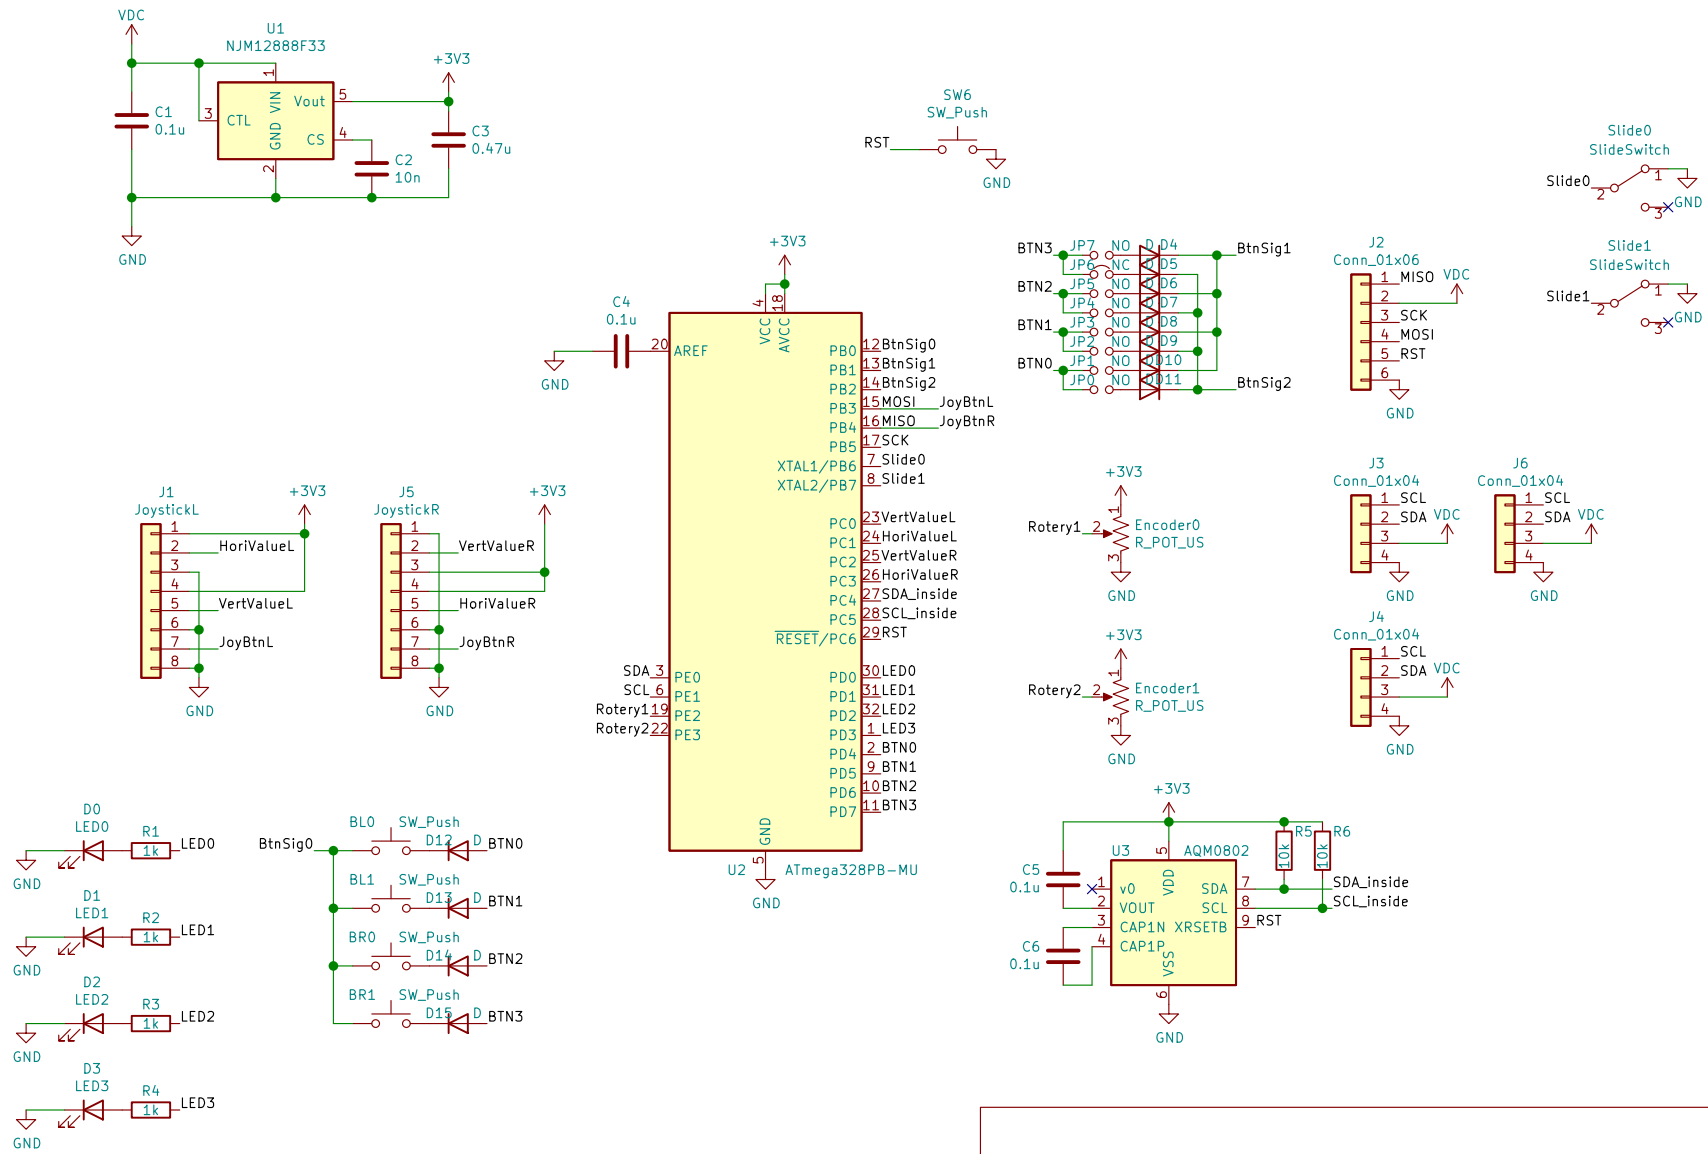 VDC
U1
NJM12888F33
+3V3
1
VIN
Vout 5
3 CTL
CS 4
GND
2
C1
0.1u
C2
10n
C3
0.47u
GND
SW6
SW_Push
RST
GND
Slide0
SlideSwitch
Slide0
2
1
3
GND
Slide1
SlideSwitch
Slide1
2
1
3
GND
+3V3
C4
0.1u
GND
4
18
VCC
AVCC
20 AREF
PB0 12 BtnSig0
PB1 13 BtnSig1
PB2 14 BtnSig2
PB3 15 MOSI JoyBtnL
PB4 16 MISO JoyBtnR
PB5 17 SCK
XTAL1/PB6 7 Slide0
XTAL2/PB7 8 Slide1
PC0 23 VertValueL
PC1 24 HoriValueL
PC2 25 VertValueR
PC3 26 HoriValueR
PC4 27 SDA_inside
PC5 28 SCL_inside
RESET/PC6 29 RST
PD0 30 LED0
PD1 31 LED1
PD2 32 LED2
PD3 1 LED3
PD4 2 BTN0
PD5 9 BTN1
PD6 10 BTN2
PD7 11 BTN3
SDA 3 PE0
SCL 6 PE1
Rotery1 19 PE2
Rotery2 22 PE3
GND
5
U2
ATmega328PB-MU
GND
BTN3 JP7 NO D D4 BtnSig1
JP6 NC D D5
BTN2 JP5 NO D D6
JP4 NO D D7
BTN1 JP3 NO D D8
JP2 NO D D9
BTN0 JP1 NO D D10
JP0 NO D D11 BtnSig2
J2
Conn_01x06
1 MISO
2 VDC
3 SCK
4 MOSI
5 RST
6
GND
J1
JoystickL
+3V3
1
2 HoriValueL
3
4
5 VertValueL
6
7 JoyBtnL
8
GND
J5
JoystickR
+3V3
1
2 VertValueR
3
4
5 HoriValueR
6
7 JoyBtnR
8
GND
+3V3
1
Rotery1 2
Encoder0
R_POT_US
3
GND
+3V3
1
Rotery2 2
Encoder1
R_POT_US
3
GND
J3
Conn_01x04
1 SCL
2 SDA
VDC
3
4
GND
J6
Conn_01x04
1 SCL
2 SDA
VDC
3
4
GND
J4
Conn_01x04
1 SCL
2 SDA
VDC
3
4
GND
D0
LED0
R1
1k
LED0
GND
D1
LED1
R2
1k
LED1
GND
D2
LED2
R3
1k
LED2
GND
D3
LED3
R4
1k
LED3
GND
BtnSig0
BL0 SW_Push
D12 D BTN0
BL1 SW_Push
D13 D BTN1
BR0 SW_Push
D14 D BTN2
BR1 SW_Push
D15 D BTN3
+3V3
R5
10k
R6
10k
U3
AQM0802
5
VDD
C5
0.1u
C6
0.1u
1 v0
2 VOUT
3 CAP1N
4 CAP1P
SDA 7 SDA_inside
SCL 8 SCL_inside
XRSETB 9 RST
VSS
6
GND